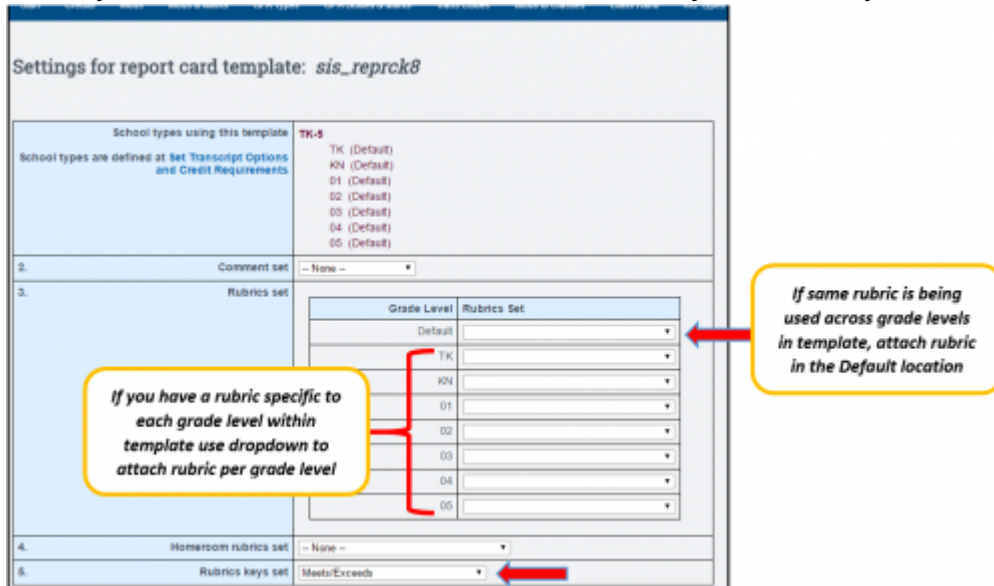 Settings for report card template: sis_reprck8
School types using this template
School types are defined at Set Transcript Options
and Credit Requirements
TK-5
TK (Default)
KN (Default)
01 (Default)
02 (Default)
03 (Default)
04 (Default)
05 (Default)
2. Comment set -- None --
3. Rubrics set
Grade Level Rubrics Set
Default
TK
KN
01
02
03
04
05
If same rubric is being
used across grade levels
in template, attach rubric
in the Default location
If you have a rubric specific to
each grade level within
template use dropdown to
attach rubric per grade level
4. Homeroom rubrics set -- None --
5. Rubrics keys set Meets/Exceeds